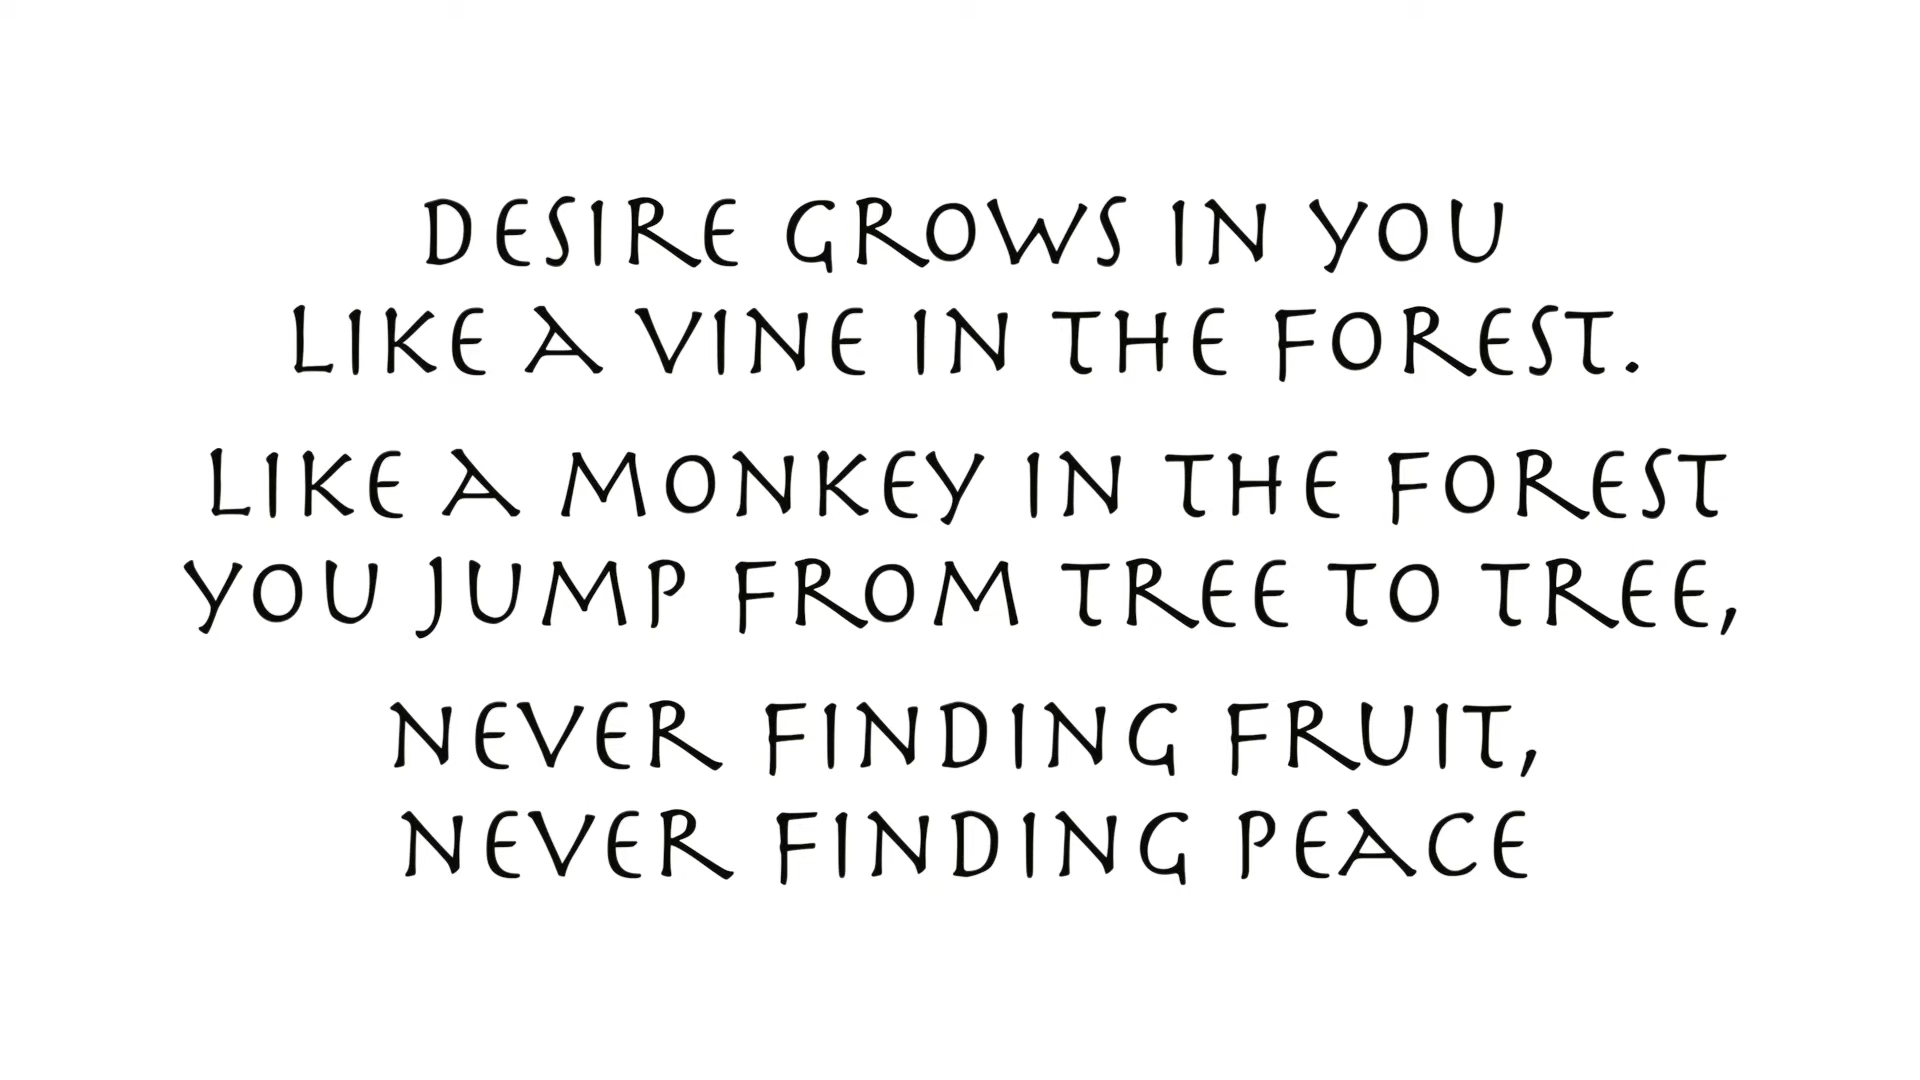 DESIRE GROWS IN YOU
LIKE A VINE IN THE FOREST.
LIKE A MONKEY IN THE FOREST
YOU JUMP FROM TREE TO TREE,
NEVER FINDING FRUIT,
NEVER FINDING PEACE